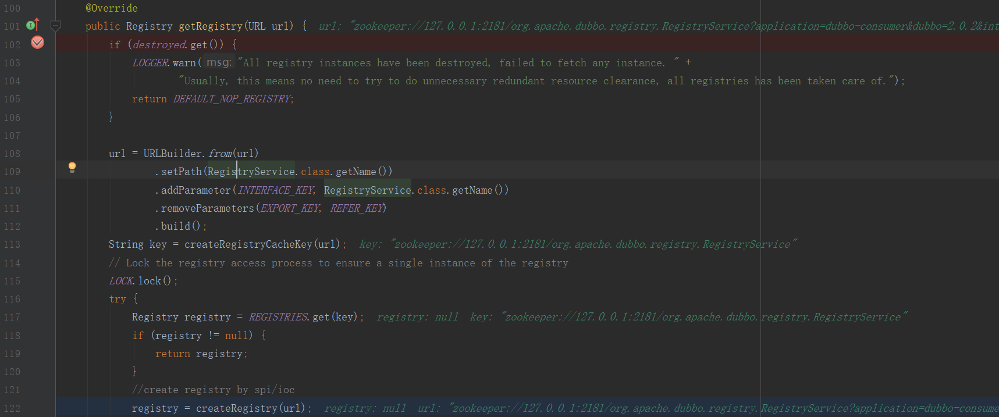 100 @Override
101 public Registry getRegistry(URL url) { url: "zookeeper://127.0.0.1:2181/org.apache.dubbo.registry.RegistryService?application=dubbo-consumer&dubbo=2.0.2&int
102 if (destroyed.get()) {
103 LOGGER.warn( msg: "All registry instances have been destroyed, failed to fetch any instance. " +
104 "Usually, this means no need to try to do unnecessary redundant resource clearance, all registries has been taken care of.");
105 return DEFAULT_NOP_REGISTRY;
106 }
107
108 url = URLBuilder.from(url)
109 .setPath(RegistryService.class.getName())
110 .addParameter(INTERFACE_KEY, RegistryService.class.getName())
111 .removeParameters(EXPORT_KEY, REFER_KEY)
112 .build();
113 String key = createRegistryCacheKey(url); key: "zookeeper://127.0.0.1:2181/org.apache.dubbo.registry.RegistryService"
114 // Lock the registry access process to ensure a single instance of the registry
115 LOCK.lock();
116 try {
117 Registry registry = REGISTRIES.get(key); registry: null key: "zookeeper://127.0.0.1:2181/org.apache.dubbo.registry.RegistryService"
118 if (registry != null) {
119 return registry;
120 }
121 //create registry by spi/ioc
122 registry = createRegistry(url); registry: null url: "zookeeper://127.0.0.1:2181/org.apache.dubbo.registry.RegistryService?application=dubbo-consume